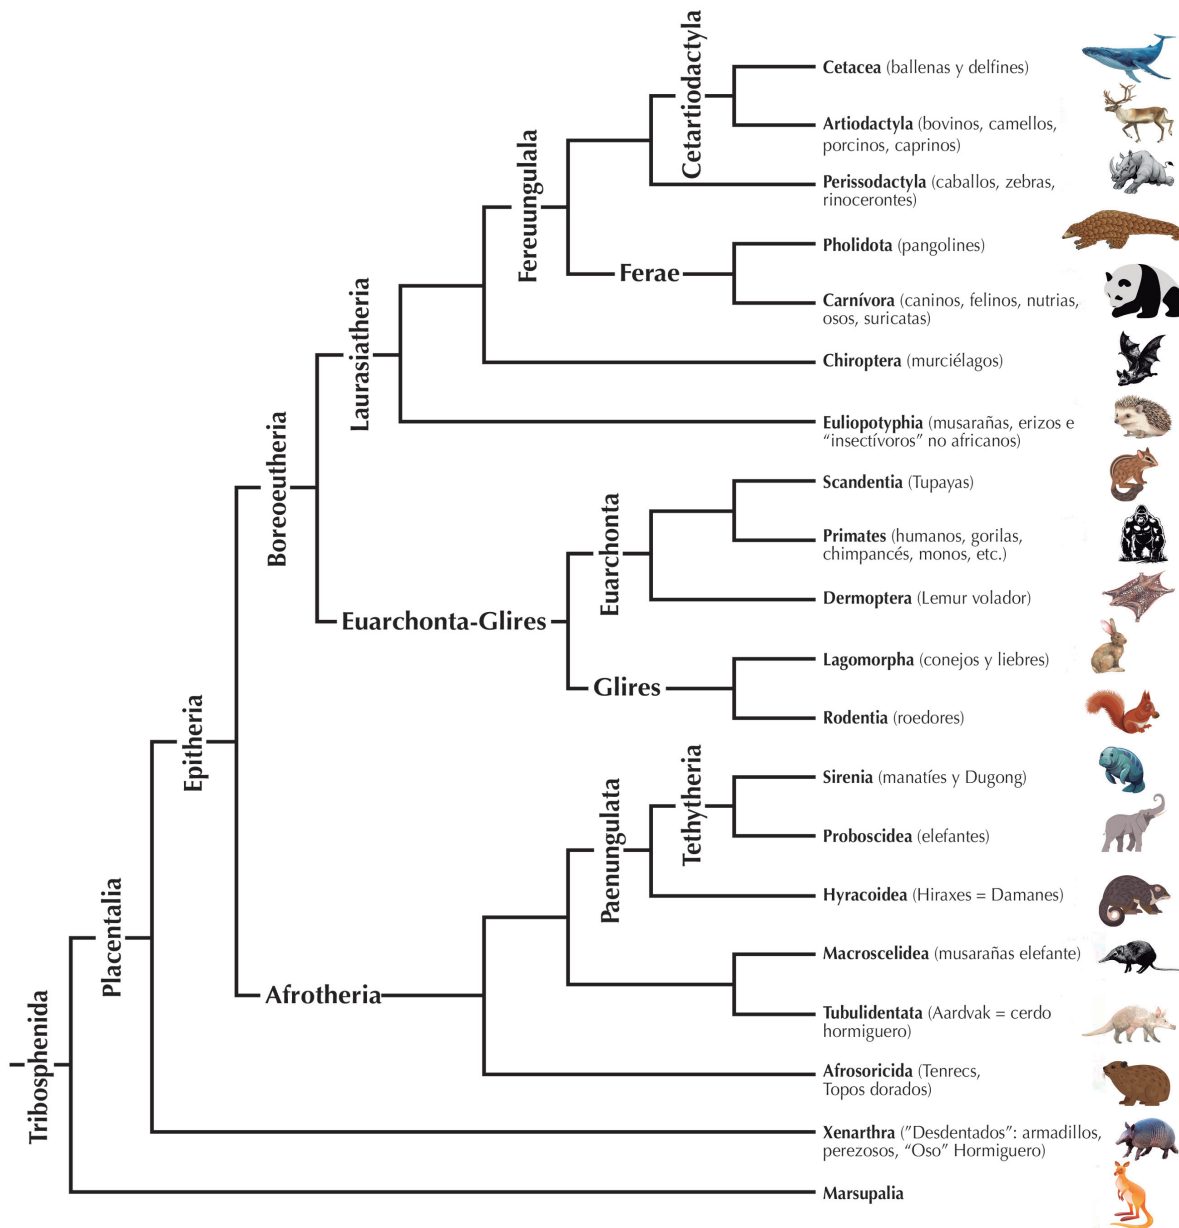 Cetartiodactyla
Cetacea (ballenas y delfines)
Artiodactyla (bovinos, camellos,
porcinos, caprinos)
Fereuungulala
Perissodactyla (caballos, zebras,
rinocerontes)
Pholidota (pangolines)
Ferae
Carnívora (caninos, felinos, nutrias,
osos, suricatas)
Laurasiatheria
Chiroptera (murciélagos)
Boreoeutheria
Euliopotyphia (musarañas, erizos e
“insectívoros” no africanos)
Scandentia (Tupayas)
Euarchonta
Primates (humanos, gorilas,
chimpancés, monos, etc.)
Dermoptera (Lemur volador)
Euarchonta-Glires
Lagomorpha (conejos y liebres)
Glires
Rodentia (roedores)
Epitheria
Tethytheria
Sirenia (manatíes y Dugong)
Paenungulata
Proboscidea (elefantes)
Hyracoidea (Hiraxes = Damanes)
Placentalia
Macroscelidea (musarañas elefante)
Afrotheria
Tubulidentata (Aardvak = cerdo
hormiguero)
Tribosphenida
Afrosoricida (Tenrecs,
Topos dorados)
Xenarthra (”Desdentados”: armadillos,
perezosos, “Oso” Hormiguero)
Marsupalia